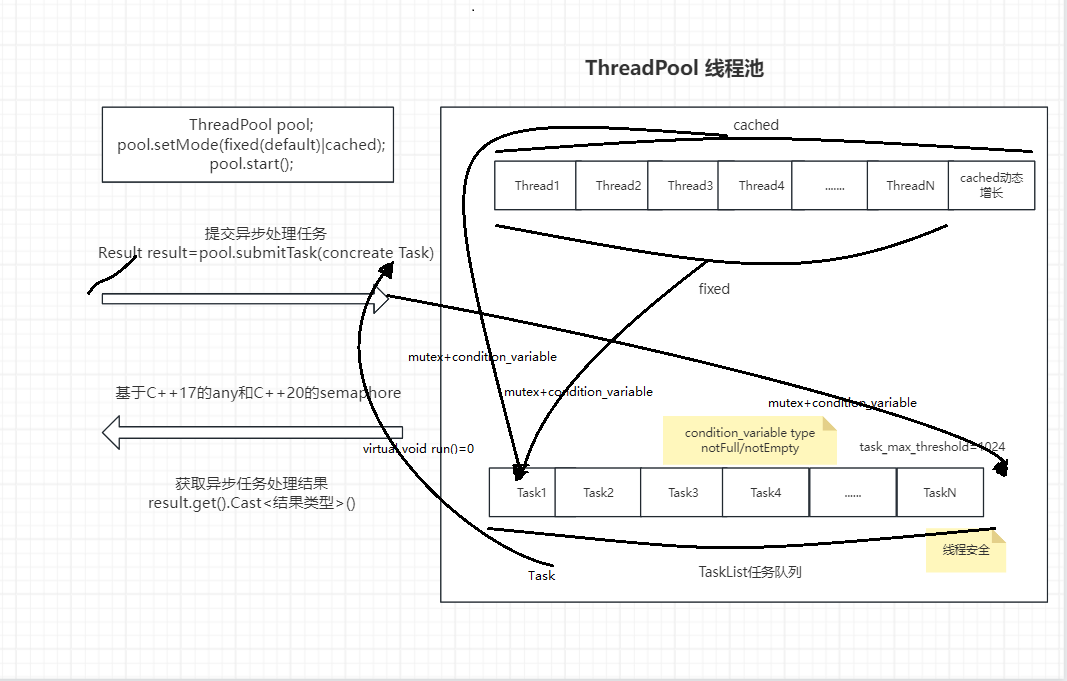 ThreadPool 线程池
ThreadPool pool;
pool.setMode(fixed(default)|cached);
pool.start();
cached
Thread1
Thread2
Thread3
Thread4
.......
ThreadN
cached动态
增长
提交异步处理任务
Result result=pool.submitTask(concreate Task)
fixed
mutex+condition_variable
mutex+condition_variable
mutex+condition_variable
基于C++17的any和C++20的semaphore
virtual void run()=0
condition_variable type
notFull/notEmpty
task_max_threshold=1024
获取异步任务处理结果
result.get().Cast<结果类型>()
Task1
Task2
Task3
Task4
......
TaskN
线程安全
Task
TaskList任务队列